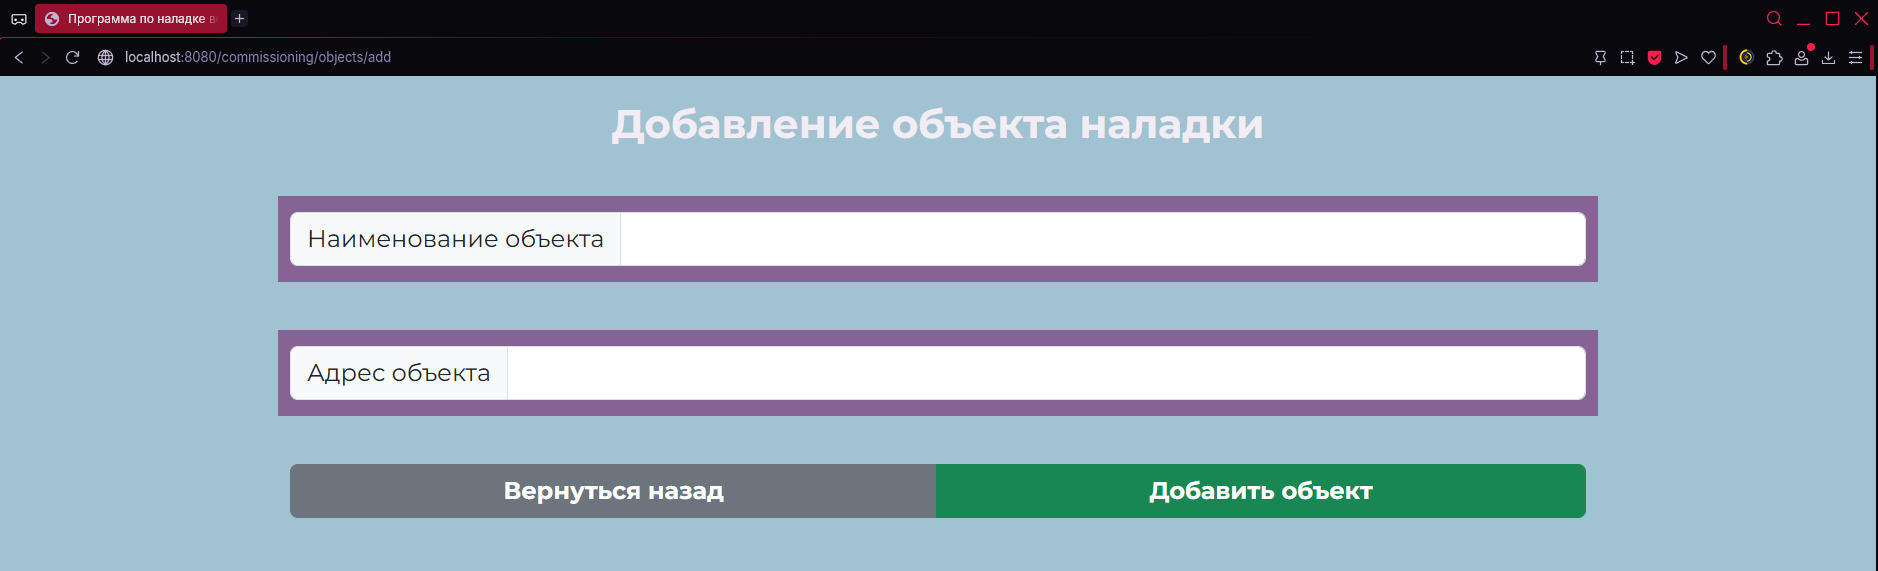 Программа по наладке
localhost:8080/commissioning/objects/add
Добавление объекта наладки
Наименование объекта
Адрес объекта
Вернуться назад
Добавить объект